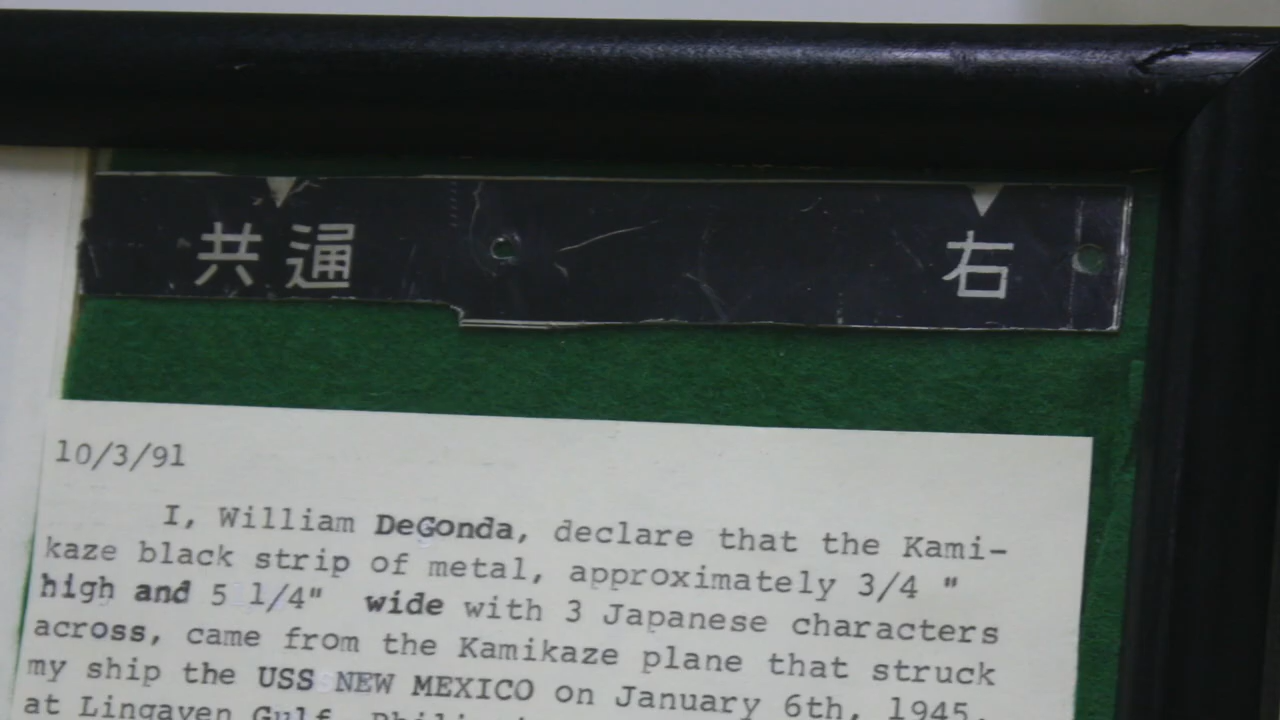 共通 右
10/3/91
I, William DeGonda, declare that the Kami-
kaze black strip of metal, approximately 3/4 "
high and 5 1/4" wide with 3 Japanese characters
across, came from the Kamikaze plane that struck
my ship the USS NEW MEXICO on January 6th, 1945,
at Lingayen Gulf,